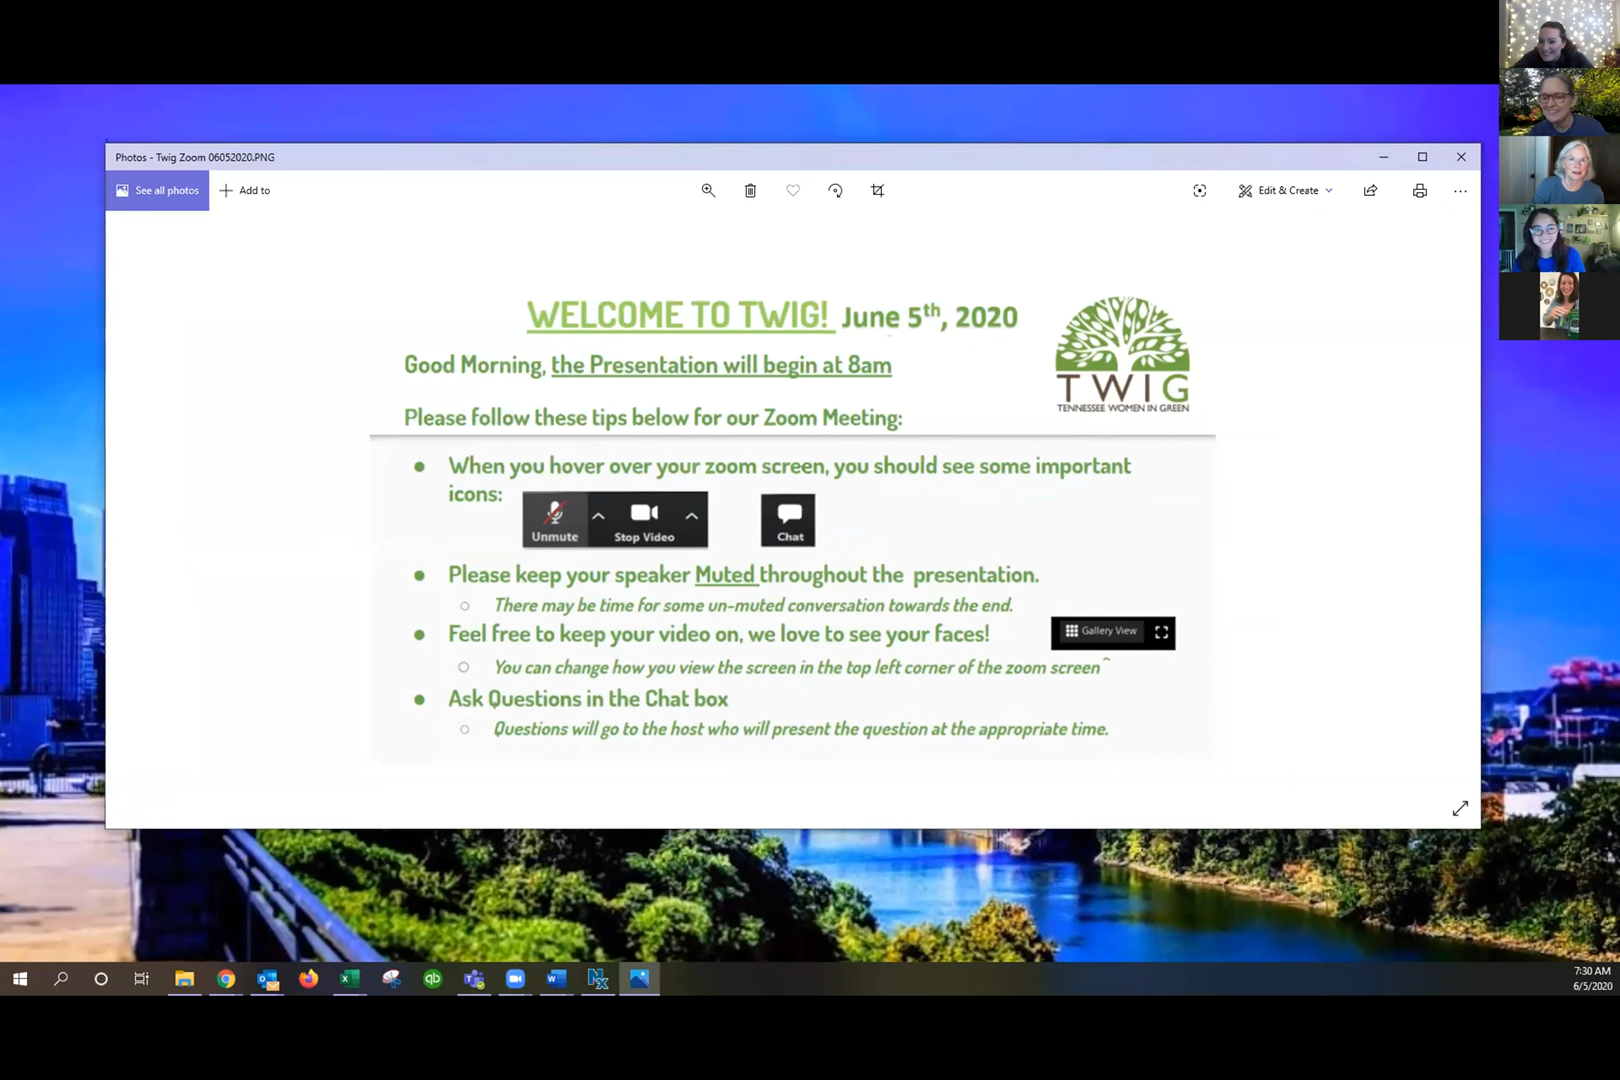 Photos - Twig Zoom 06052020.PNG
See all photos
Add to
Edit & Create
WELCOME TO TWIG! June 5th, 2020
Good Morning, the Presentation will begin at 8am
TWIG
TENNESSEE WOMEN IN GREEN
Please follow these tips below for our Zoom Meeting:
When you hover over your zoom screen, you should see some important
icons:
Unmute
Stop Video
Chat
Please keep your speaker Muted throughout the presentation.
There may be time for some un-muted conversation towards the end.
Feel free to keep your video on, we love to see your faces!
Gallery View
You can change how you view the screen in the top left corner of the zoom screen^
Ask Questions in the Chat box
Questions will go to the host who will present the question at the appropriate time.
7:30 AM
6/5/2020